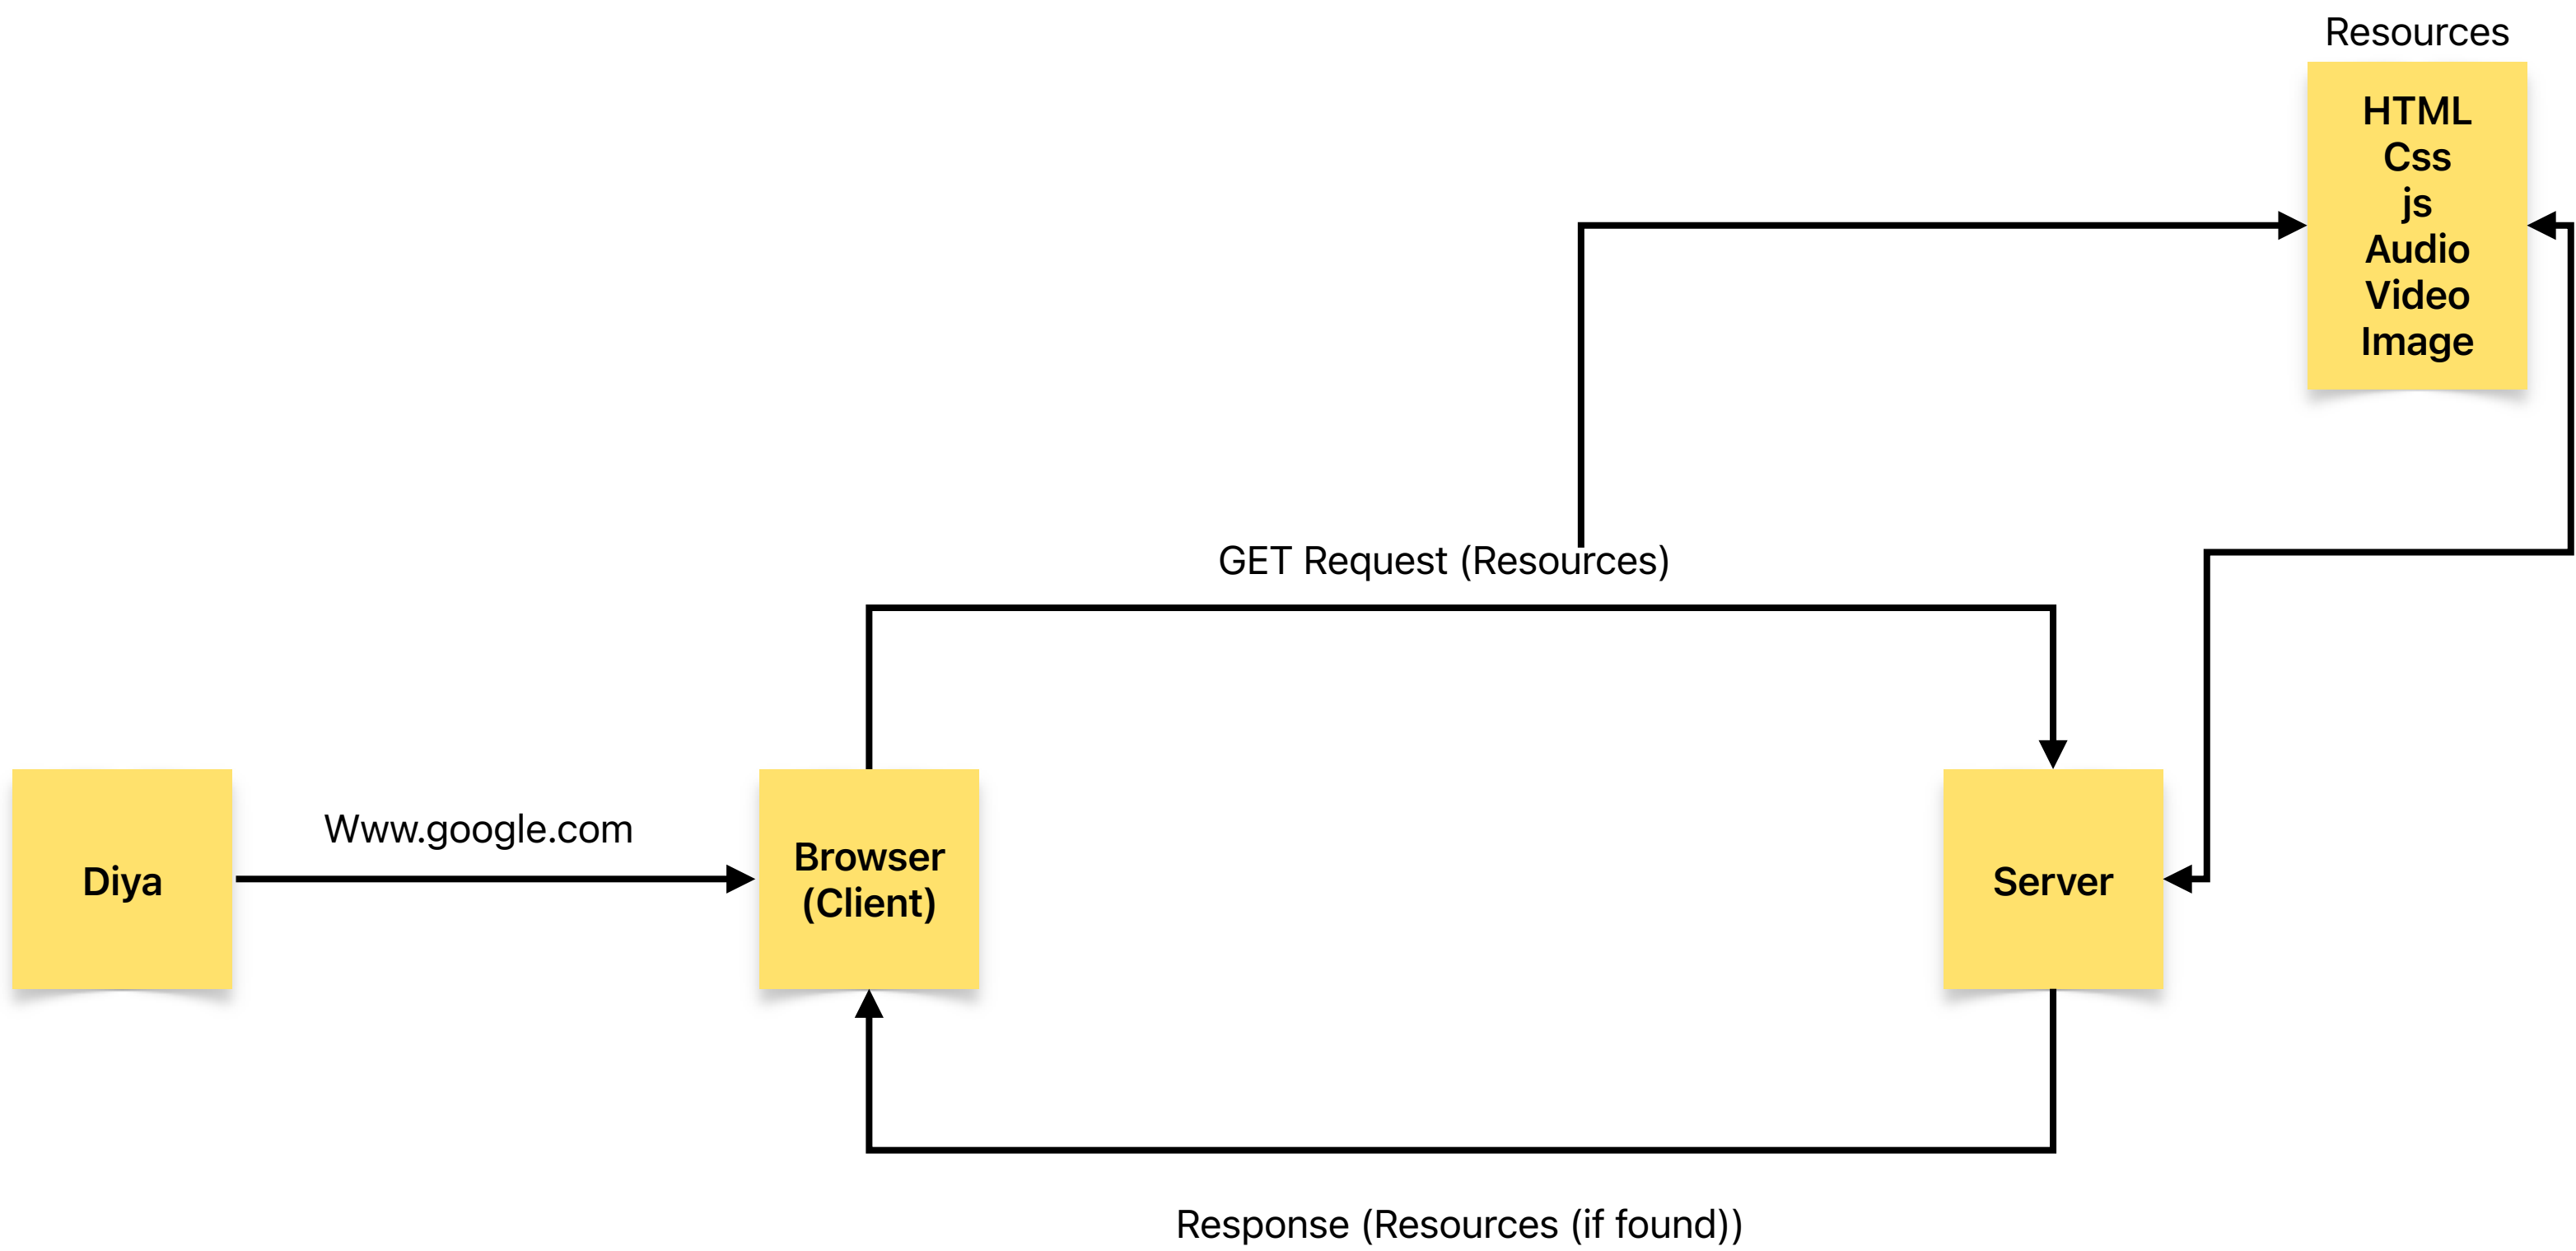 Resources
HTML
Css
js
Audio
Video
Image
GET Request (Resources)
Www.google.com
Diya
Browser
(Client)
Server
Response (Resources (if found))